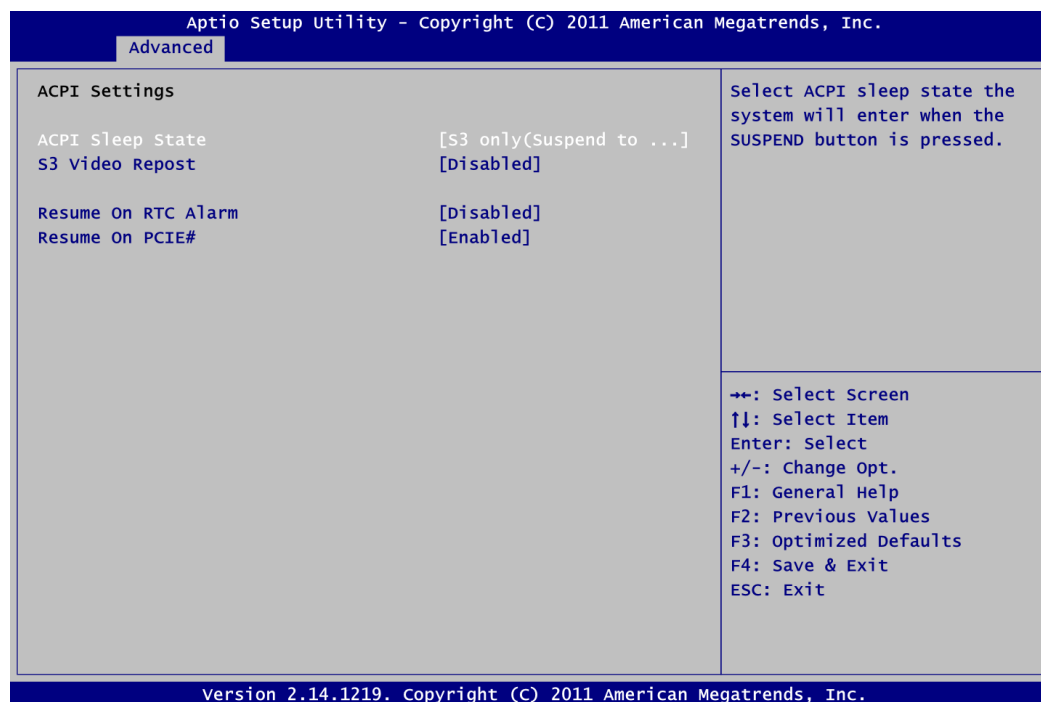 Aptio Setup Utility – Copyright (C) 2011 American Megatrends, Inc.
Advanced
ACPI Settings
ACPI Sleep State [S3 only(Suspend to ...]
S3 Video Repost [Disabled]
Resume On RTC Alarm [Disabled]
Resume On PCIE# [Enabled]
Select ACPI sleep state the
system will enter when the
SUSPEND button is pressed.
→←: Select Screen
↑↓: Select Item
Enter: Select
+/-: Change Opt.
F1: General Help
F2: Previous Values
F3: Optimized Defaults
F4: Save & Exit
ESC: Exit
Version 2.14.1219. Copyright (C) 2011 American Megatrends, Inc.